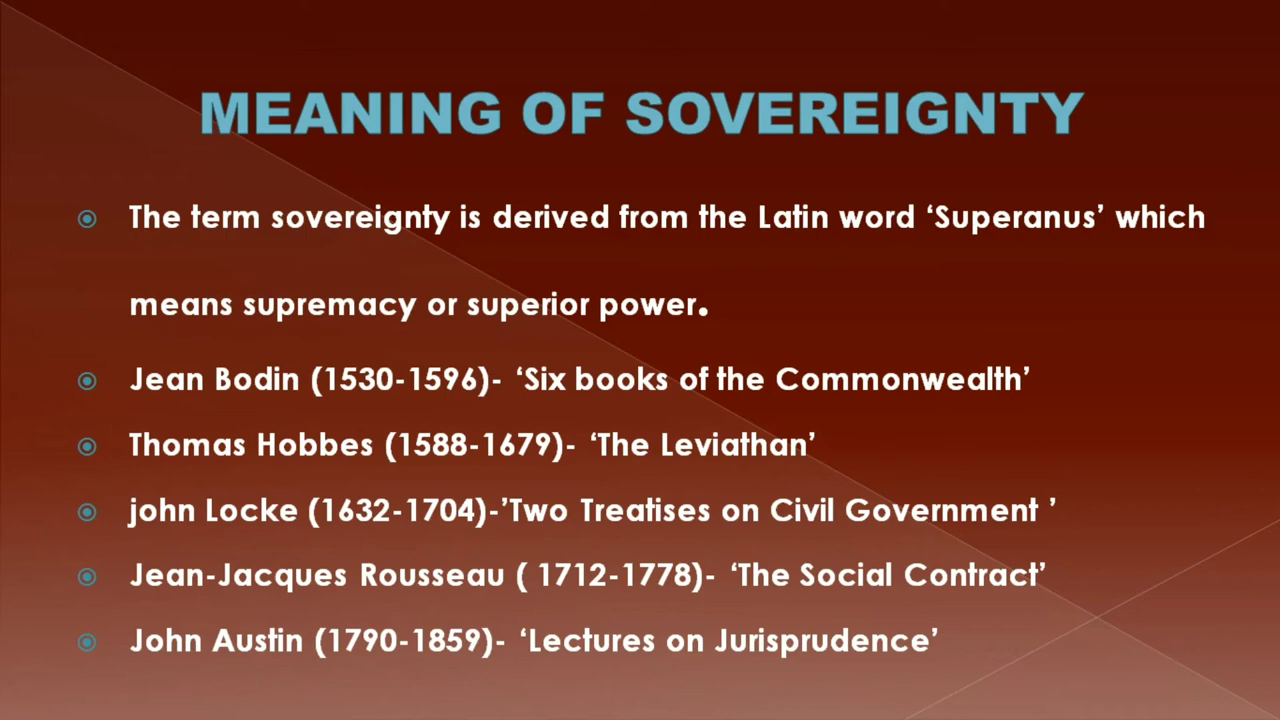 MEANING OF SOVEREIGNTY
The term sovereignty is derived from the Latin word ‘Superanus’ which
means supremacy or superior power.
Jean Bodin (1530-1596)- ‘Six books of the Commonwealth’
Thomas Hobbes (1588-1679)- ‘The Leviathan’
john Locke (1632-1704)-’Two Treatises on Civil Government ’
Jean-Jacques Rousseau ( 1712-1778)- ‘The Social Contract’
John Austin (1790-1859)- ‘Lectures on Jurisprudence’